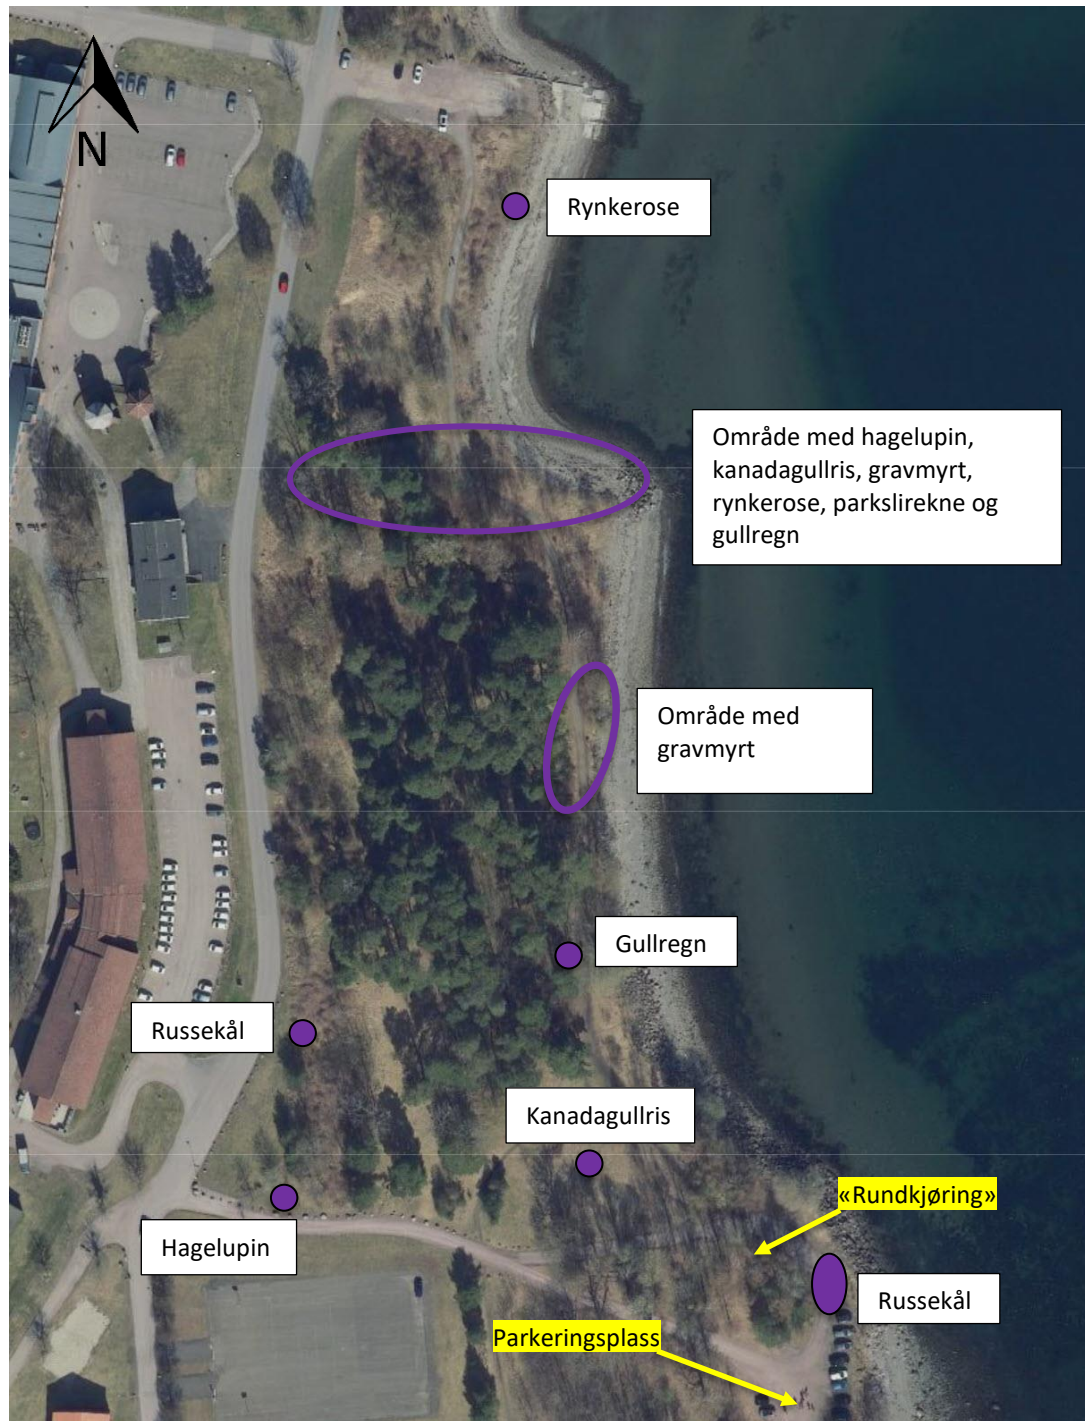 N
Rynkerose
Område med hagelupin,
kanadagullris, gravmyrt,
rynkerose, parkslirekne og
gullregn
Område med
gravmyrt
Gullregn
Russekål
Kanadagullris
«Rundkjøring»
Hagelupin
Russekål
Parkeringsplass